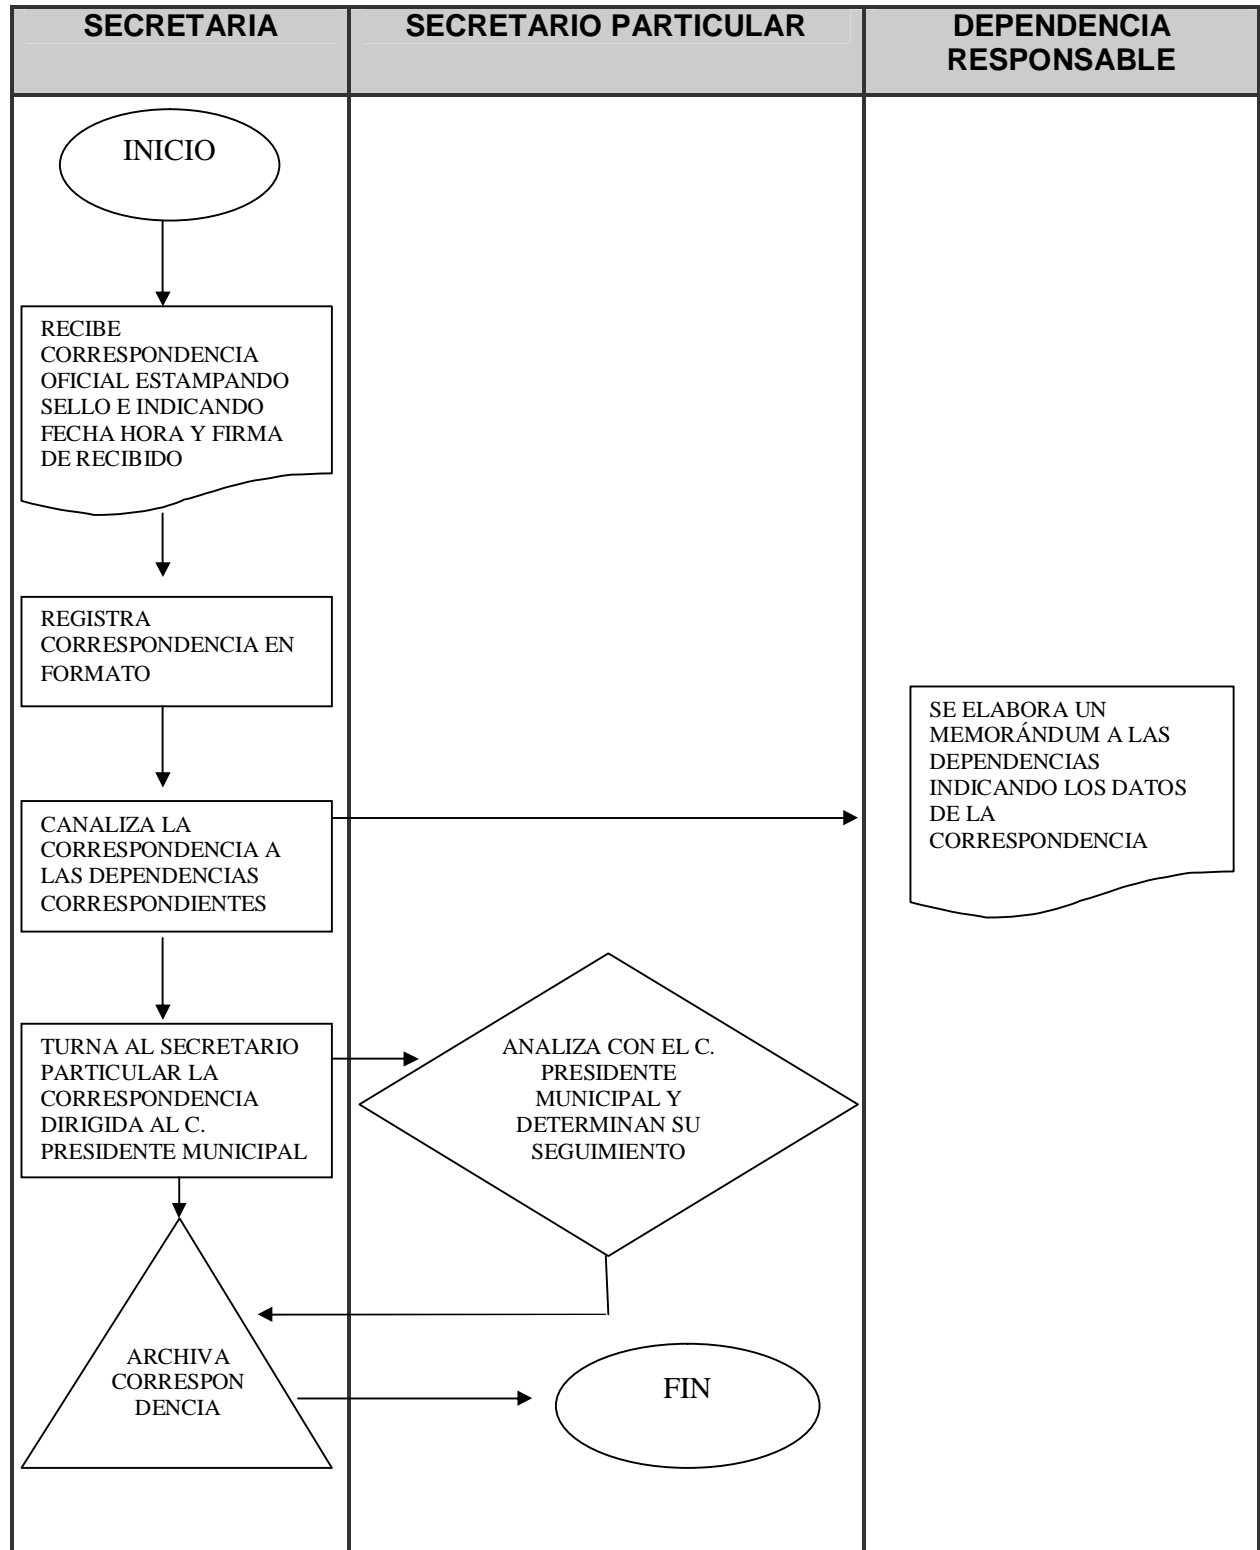 SECRETARIA
SECRETARIO PARTICULAR
DEPENDENCIA
RESPONSABLE
INICIO
RECIBE
CORRESPONDENCIA
OFICIAL ESTAMPANDO
SELLO E INDICANDO
FECHA HORA Y FIRMA
DE RECIBIDO
REGISTRA
CORRESPONDENCIA EN
FORMATO
CANALIZA LA
CORRESPONDENCIA A
LAS DEPENDENCIAS
CORRESPONDIENTES
SE ELABORA UN
MEMORÁNDUM A LAS
DEPENDENCIAS
INDICANDO LOS DATOS
DE LA
CORRESPONDENCIA
TURNA AL SECRETARIO
PARTICULAR LA
CORRESPONDENCIA
DIRIGIDA AL C.
PRESIDENTE MUNICIPAL
ANALIZA CON EL C.
PRESIDENTE
MUNICIPAL Y
DETERMINAN SU
SEGUIMIENTO
ARCHIVA
CORRESPON
DENCIA
FIN